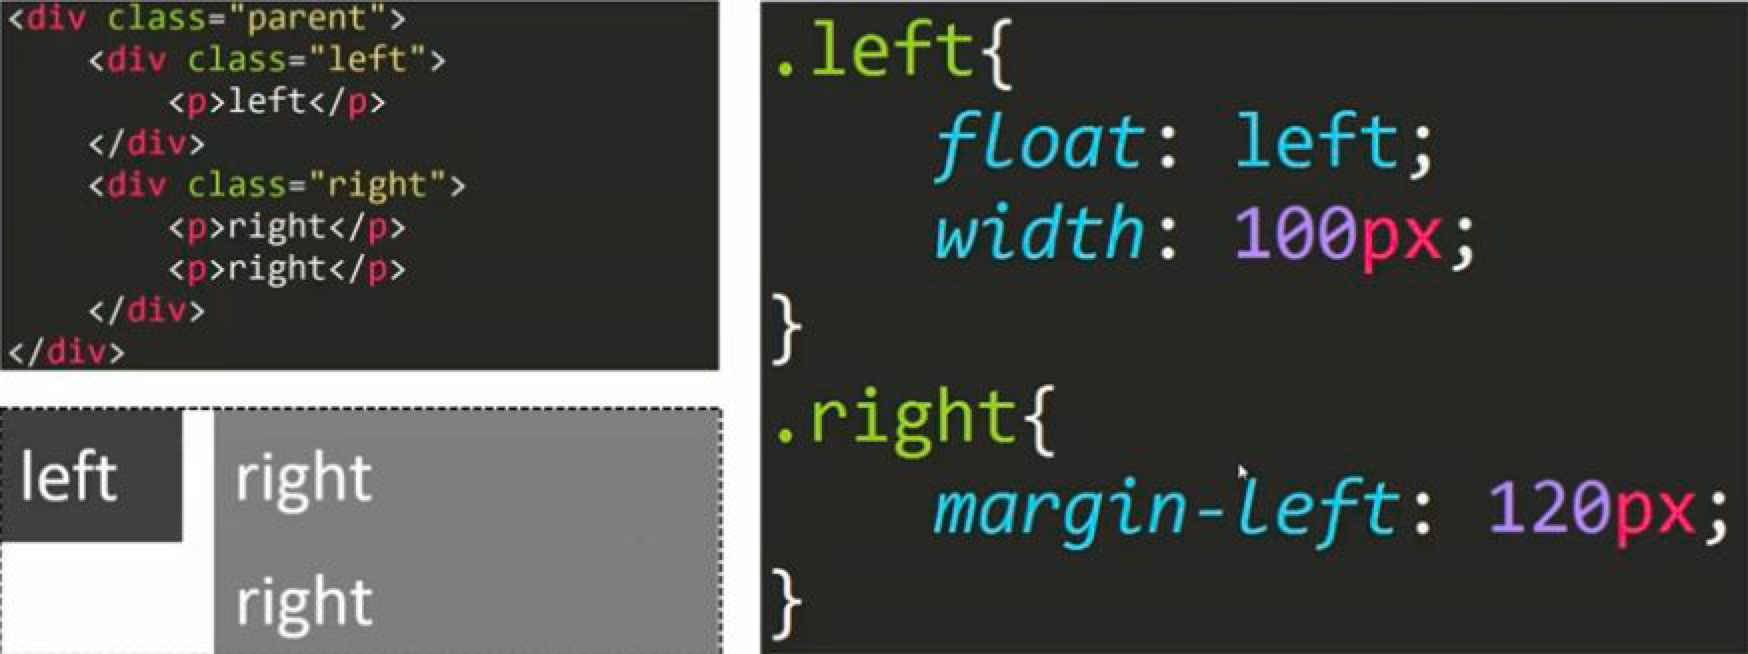 <div class="parent">
    <div class="left">
        <p>left</p>
    </div>
    <div class="right">
        <p>right</p>
        <p>right</p>
    </div>
</div>
left
right
right
.left{
    float: left;
    width: 100px;
}
.right{
    margin-left: 120px;
}